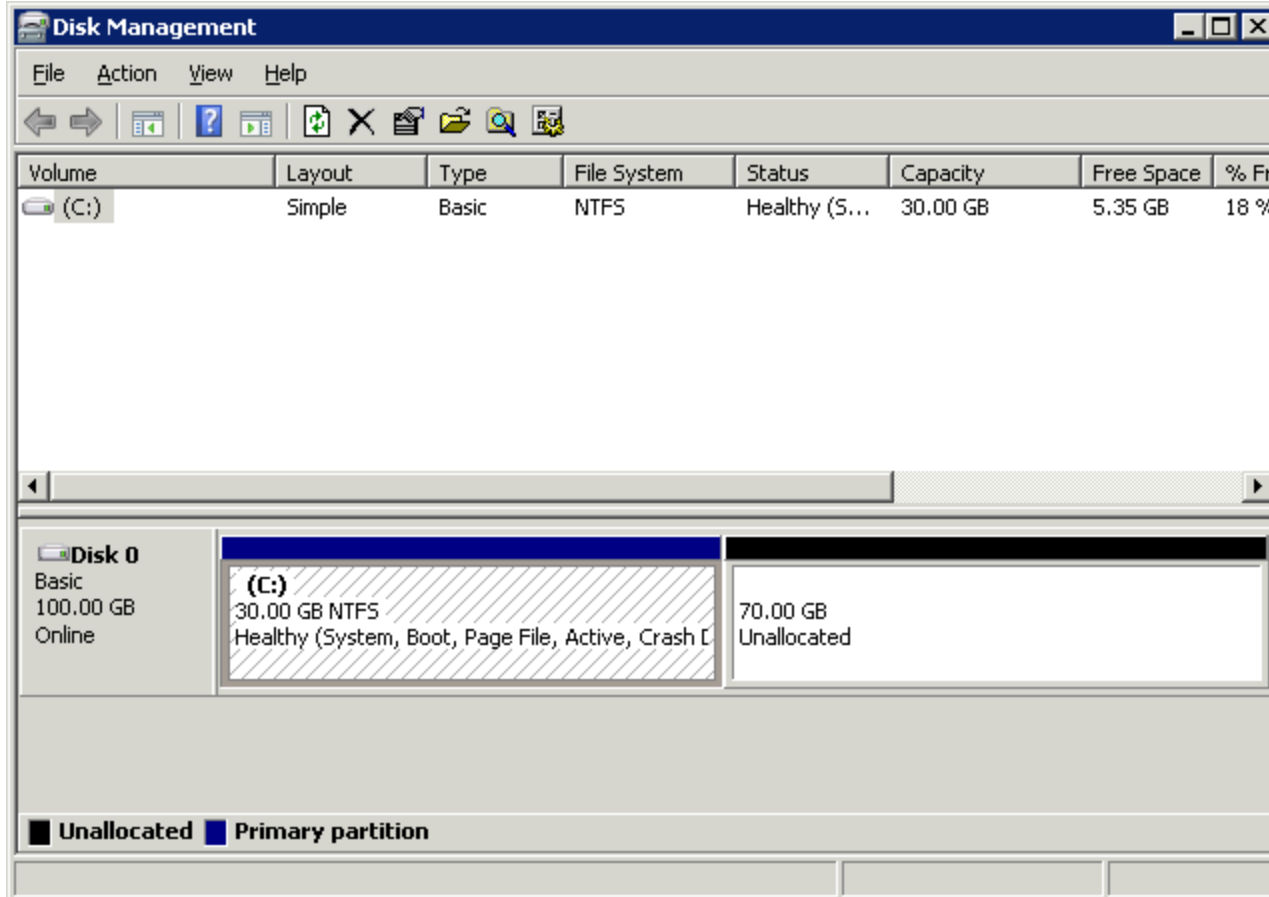 Disk Management
File Action View Help
Volume Layout Type File System Status Capacity Free Space % Fr
(C:) Simple Basic NTFS Healthy (S... 30.00 GB 5.35 GB 18 %
Disk 0
Basic
100.00 GB
Online
(C:)
30.00 GB NTFS
Healthy (System, Boot, Page File, Active, Crash D
70.00 GB
Unallocated
Unallocated Primary partition